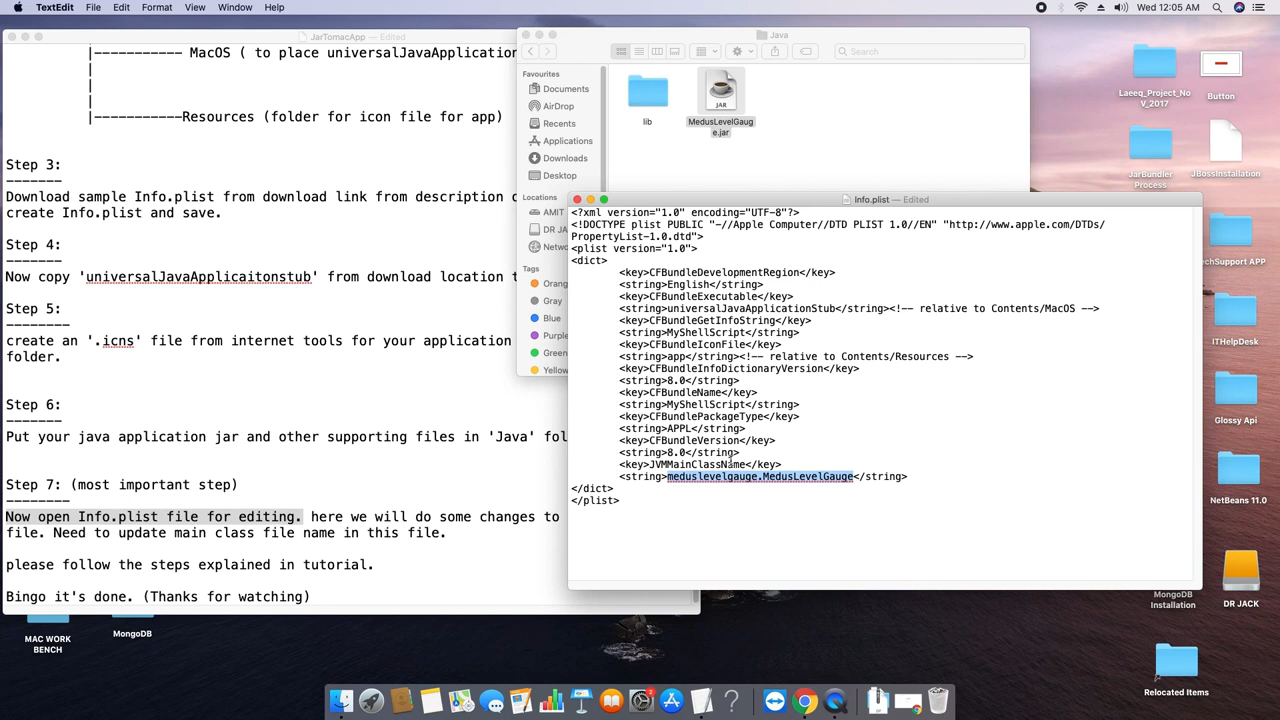 TextEdit File Edit Format View Window Help
Wed 12:05 AM
JarTomacApp — Edited
|----------- MacOS ( to place universalJavaApplication
|
|
|
|-----------Resources (folder for icon file for app)
Step 3:
-------
Download sample Info.plist from download link from description o
create Info.plist and save.
Step 4:
-------
Now copy 'universalJavaApplicaitonstub' from download location t
Step 5:
--------
create an '.icns' file from internet tools for your application
folder.
Step 6:
-------
Put your java application jar and other supporting files in 'Java' fol
Step 7: (most important step)
--------
Now open Info.plist file for editing. here we will do some changes to
file. Need to update main class file name in this file.
please follow the steps explained in tutorial.
Bingo it's done. (Thanks for watching)
Java
Search
Favourites
Documents
AirDrop
Recents
Applications
Downloads
Desktop
Locations
AMIT
DR JA
Netwo
Tags
Orang
Gray
Blue
Purple
Green
Yellow
lib
JAR
MedusLevelGaug
e.jar
Info.plist — Edited
<?xml version="1.0" encoding="UTF-8"?>
<!DOCTYPE plist PUBLIC "-//Apple Computer//DTD PLIST 1.0//EN" "http://www.apple.com/DTDs/
PropertyList-1.0.dtd">
<plist version="1.0">
<dict>
<key>CFBundleDevelopmentRegion</key>
<string>English</string>
<key>CFBundleExecutable</key>
<string>universalJavaApplicationStub</string><!-- relative to Contents/MacOS -->
<key>CFBundleGetInfoString</key>
<string>MyShellScript</string>
<key>CFBundleIconFile</key>
<string>app</string><!-- relative to Contents/Resources -->
<key>CFBundleInfoDictionaryVersion</key>
<string>8.0</string>
<key>CFBundleName</key>
<string>MyShellScript</string>
<key>CFBundlePackageType</key>
<string>APPL</string>
<key>CFBundleVersion</key>
<string>8.0</string>
<key>JVMMainClassName</key>
<string>meduslevelgauge.MedusLevelGauge</string>
</dict>
</plist>
Laeeq_Project_No
V_2017
Button
JarBundler
Process
JBossInstallation
echSupport APP
ITHelpDesk
Glossy Api
NetBeans 11.0
MongoDB
Installation
DR JACK
Relocated Items
MAC WORK
BENCH
MongoDB
2